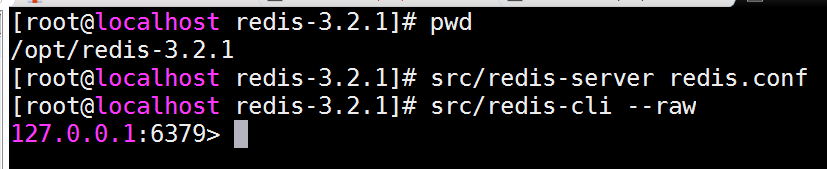 [root@localhost redis-3.2.1]# pwd
/opt/redis-3.2.1
[root@localhost redis-3.2.1]# src/redis-server redis.conf
[root@localhost redis-3.2.1]# src/redis-cli --raw
127.0.0.1:6379>